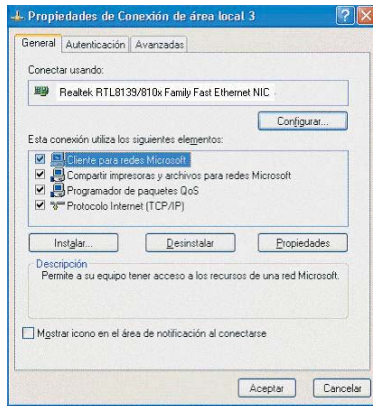 Propiedades de Conexión de área local 3
General Autenticación Avanzadas
Conectar usando:
Realtek RTL8139/810x Family Fast Ethernet NIC
Configurar...
Esta conexión utiliza los siguientes elementos:
Cliente para redes Microsoft
Compartir impresoras y archivos para redes Microsoft
Programador de paquetes QoS
Protocolo Internet (TCP/IP)
Instalar... Desinstalar Propiedades
Descripción
Permite a su equipo tener acceso a los recursos de una red Microsoft.
Mostrar icono en el área de notificación al conectarse
Aceptar Cancelar